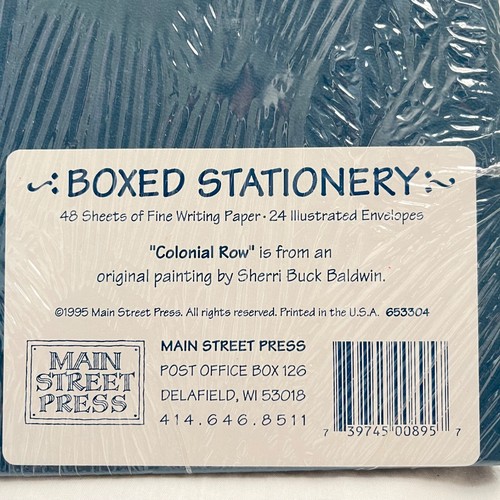 BOXED STATIONERY
48 Sheets of Fine Writing Paper · 24 Illustrated Envelopes
"Colonial Row" is from an
original painting by Sherri Buck Baldwin.
©1995 Main Street Press. All rights reserved. Printed in the U.S.A. 653304
MAIN
STREET
PRESS
MAIN STREET PRESS
POST OFFICE BOX 126
DELAFIELD, WI 53018
414.646.8511
7 39745 00895 7